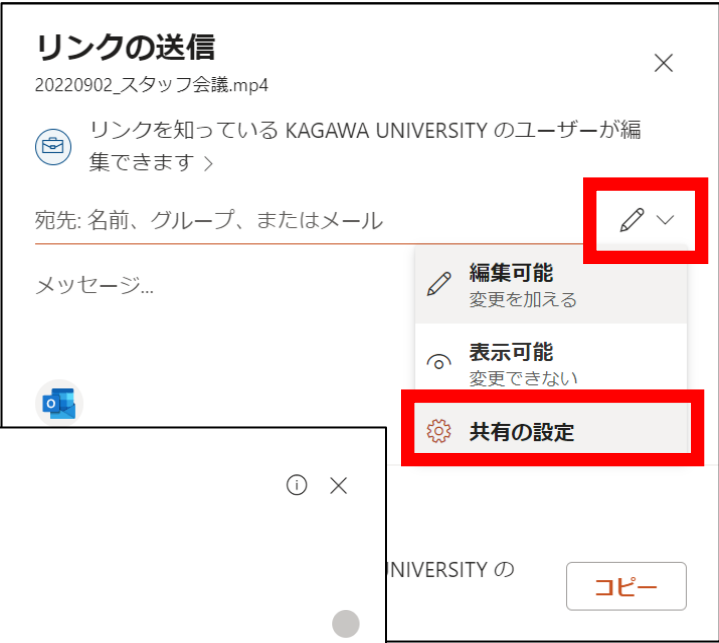 リンクの送信
20220902_スタッフ会議.mp4
リンクを知っている KAGAWA UNIVERSITY のユーザーが編
集できます >
宛先: 名前、グループ、またはメール
メッセージ...
編集可能
変更を加える
表示可能
変更できない
共有の設定
NIVERSITY の
コピー